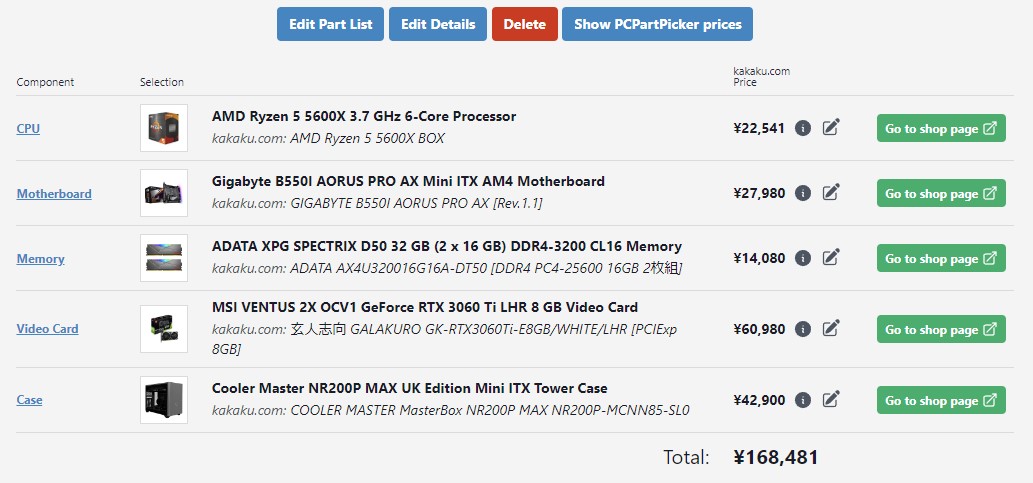 Edit Part List Edit Details Delete Show PCPartPicker prices
Component Selection kakaku.com
Price
CPU AMD Ryzen 5 5600X 3.7 GHz 6-Core Processor ¥22,541 Go to shop page
kakaku.com: AMD Ryzen 5 5600X BOX
Motherboard Gigabyte B550I AORUS PRO AX Mini ITX AM4 Motherboard ¥27,980 Go to shop page
kakaku.com: GIGABYTE B550I AORUS PRO AX [Rev.1.1]
Memory ADATA XPG SPECTRIX D50 32 GB (2 x 16 GB) DDR4-3200 CL16 Memory ¥14,080 Go to shop page
kakaku.com: ADATA AX4U320016G16A-DT50 [DDR4 PC4-25600 16GB 2枚組]
Video Card MSI VENTUS 2X OCV1 GeForce RTX 3060 Ti LHR 8 GB Video Card ¥60,980 Go to shop page
kakaku.com: 玄人志向 GALAKURO GK-RTX3060Ti-E8GB/WHITE/LHR [PCIExp
8GB]
Case Cooler Master NR200P MAX UK Edition Mini ITX Tower Case ¥42,900 Go to shop page
kakaku.com: COOLER MASTER MasterBox NR200P MAX NR200P-MCNN85-SL0
Total: ¥168,481